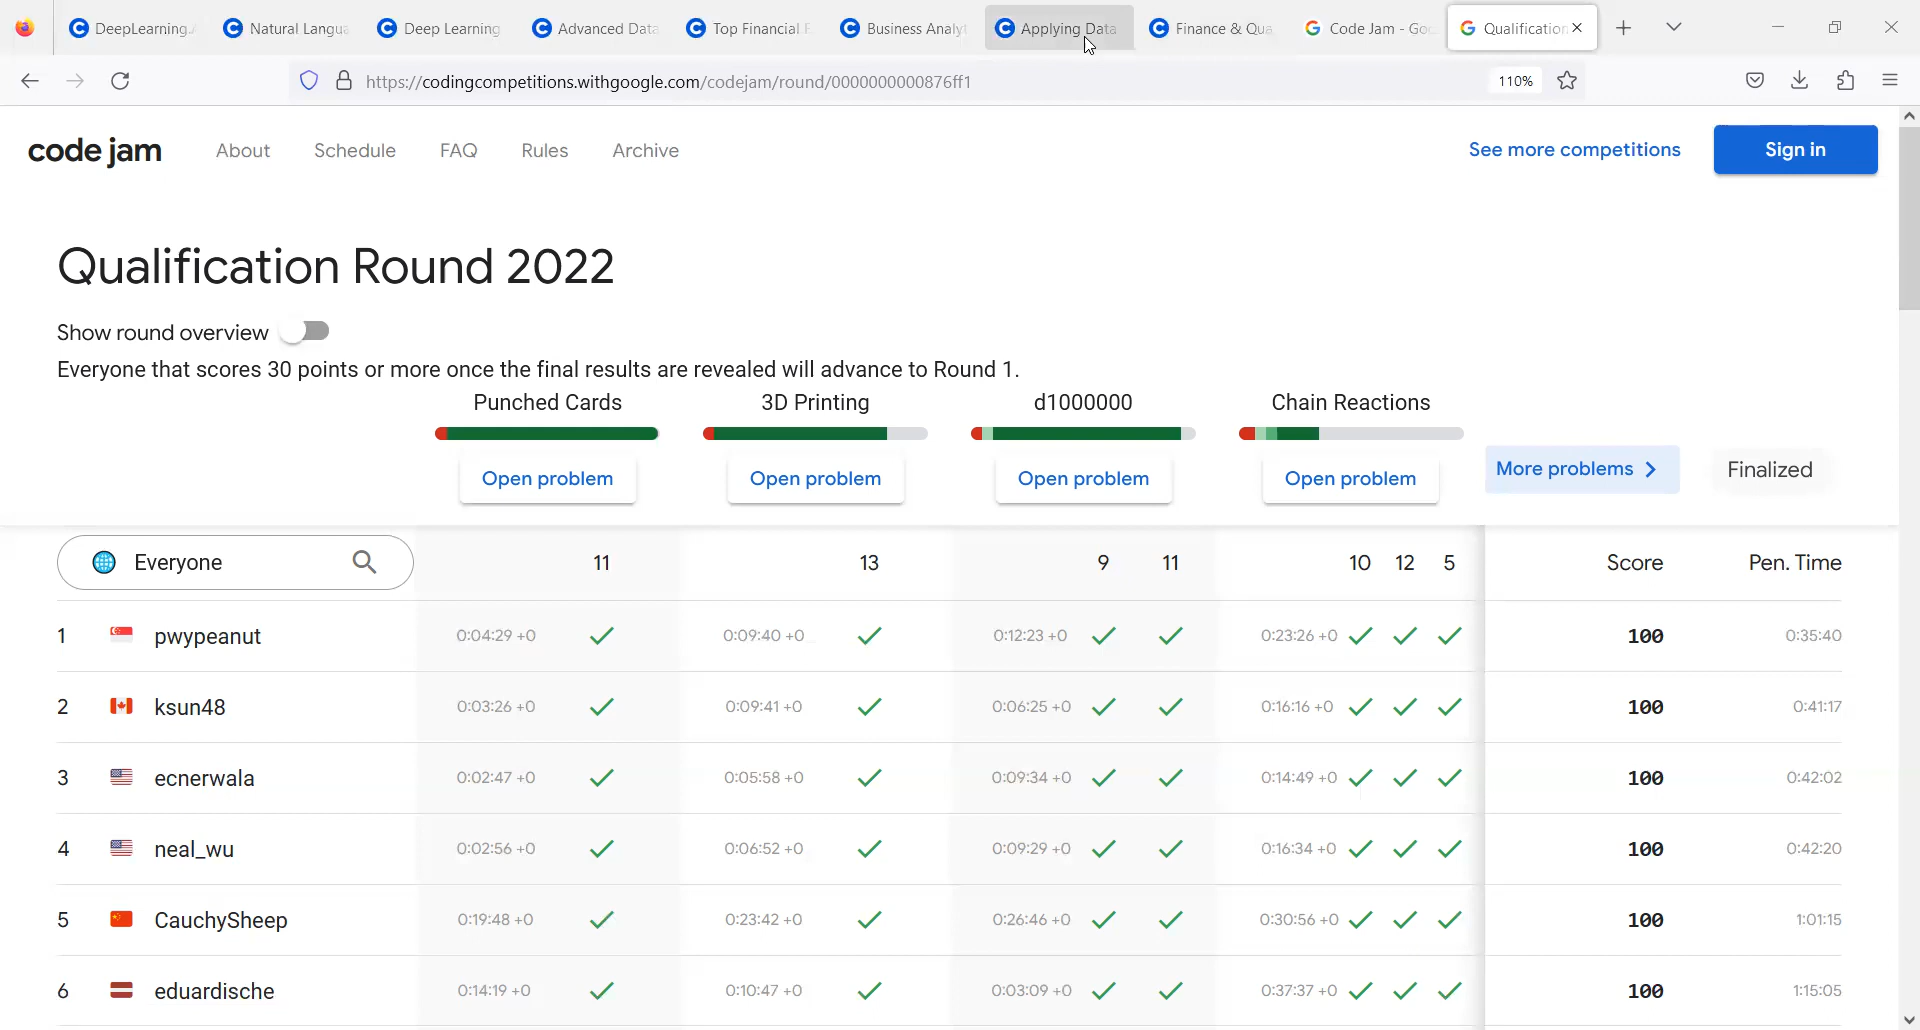 DeepLearning.
Natural Langua
Deep Learning
Advanced Data
Top Financial
Business Analyt
Applying Data
Finance & Qua
Code Jam - Goo
Qualification
https://codingcompetitions.withgoogle.com/codejam/round/0000000000876ff1
110%
code jam
About
Schedule
FAQ
Rules
Archive
See more competitions
Sign in
Qualification Round 2022
Show round overview
Everyone that scores 30 points or more once the final results are revealed will advance to Round 1.
Punched Cards
3D Printing
d1000000
Chain Reactions
Open problem
Open problem
Open problem
Open problem
More problems
Finalized
Everyone 11 13 9 11 10 12 5 Score Pen. Time
1 pwypeanut 0:04:29 +0 0:09:40 +0 0:12:23 +0 0:23:26 +0 100 0:35:40
2 ksun48 0:03:26 +0 0:09:41 +0 0:06:25 +0 0:16:16 +0 100 0:41:17
3 ecnerwala 0:02:47 +0 0:05:58 +0 0:09:34 +0 0:14:49 +0 100 0:42:02
4 neal_wu 0:02:56 +0 0:06:52 +0 0:09:29 +0 0:16:34 +0 100 0:42:20
5 CauchySheep 0:19:48 +0 0:23:42 +0 0:26:46 +0 0:30:56 +0 100 1:01:15
6 eduardische 0:14:19 +0 0:10:47 +0 0:03:09 +0 0:37:37 +0 100 1:15:05